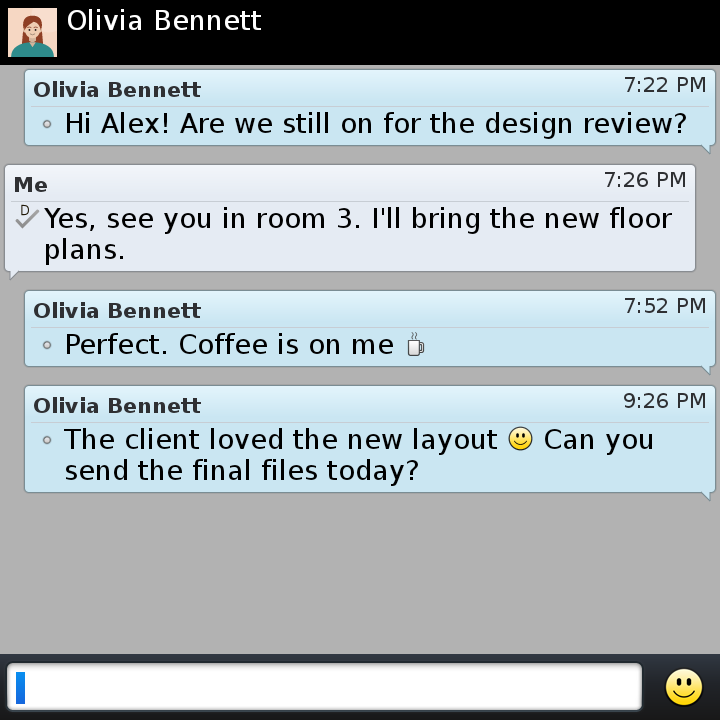 Olivia Bennett
Olivia Bennett 7:22 PM
Hi Alex! Are we still on for the design review?
Me 7:26 PM
D
Yes, see you in room 3. I'll bring the new floor
plans.
Olivia Bennett 7:52 PM
Perfect. Coffee is on me ☕
Olivia Bennett 9:26 PM
The client loved the new layout 🙂 Can you
send the final files today?